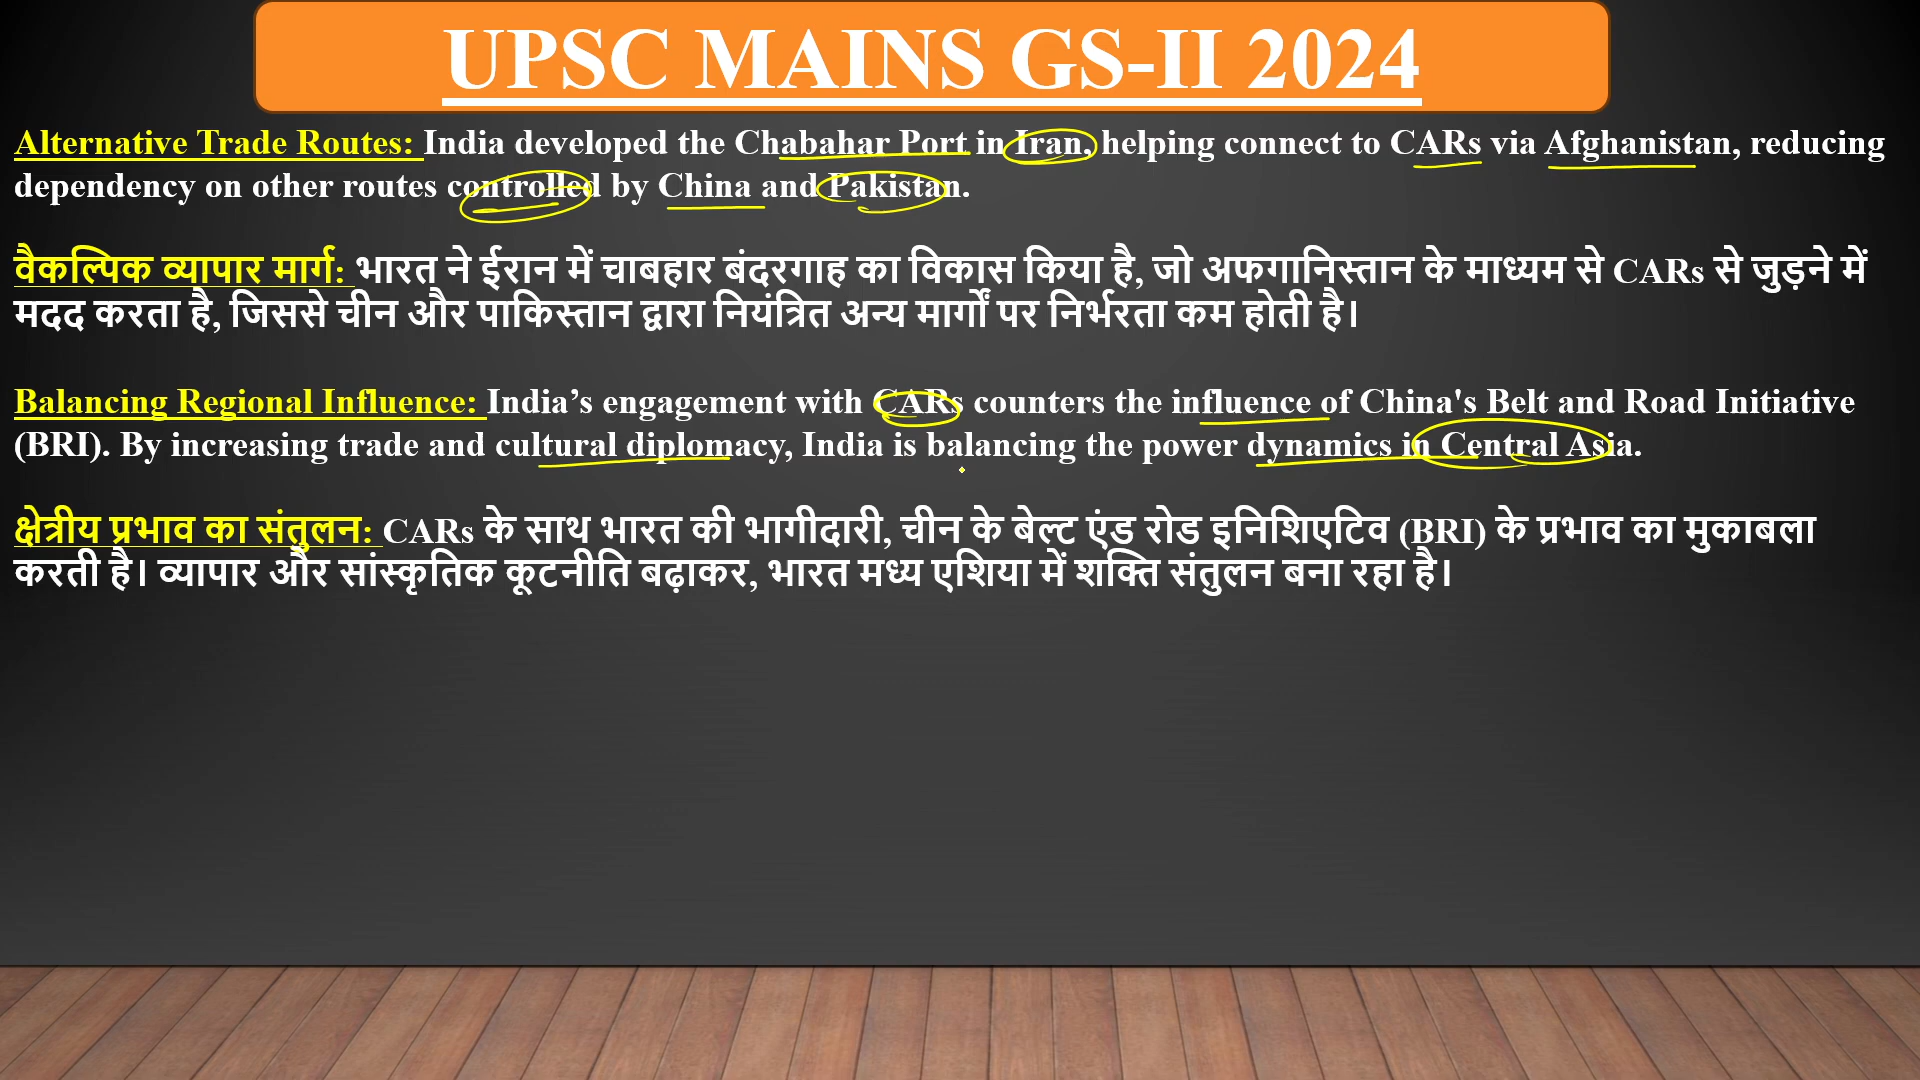 UPSC MAINS GS-II 2024
Alternative Trade Routes: India developed the Chabahar Port in Iran, helping connect to CARs via Afghanistan, reducing
dependency on other routes controlled by China and Pakistan.
वैकल्पिक व्यापार मार्ग: भारत ने ईरान में चाबहार बंदरगाह का विकास किया है, जो अफगानिस्तान के माध्यम से CARs से जुड़ने में
मदद करता है, जिससे चीन और पाकिस्तान द्वारा नियंत्रित अन्य मार्गों पर निर्भरता कम होती है।
Balancing Regional Influence: India’s engagement with CARs counters the influence of China's Belt and Road Initiative
(BRI). By increasing trade and cultural diplomacy, India is balancing the power dynamics in Central Asia.
क्षेत्रीय प्रभाव का संतुलन: CARs के साथ भारत की भागीदारी, चीन के बेल्ट एंड रोड इनिशिएटिव (BRI) के प्रभाव का मुकाबला
करती है। व्यापार और सांस्कृतिक कूटनीति बढ़ाकर, भारत मध्य एशिया में शक्ति संतुलन बना रहा है।